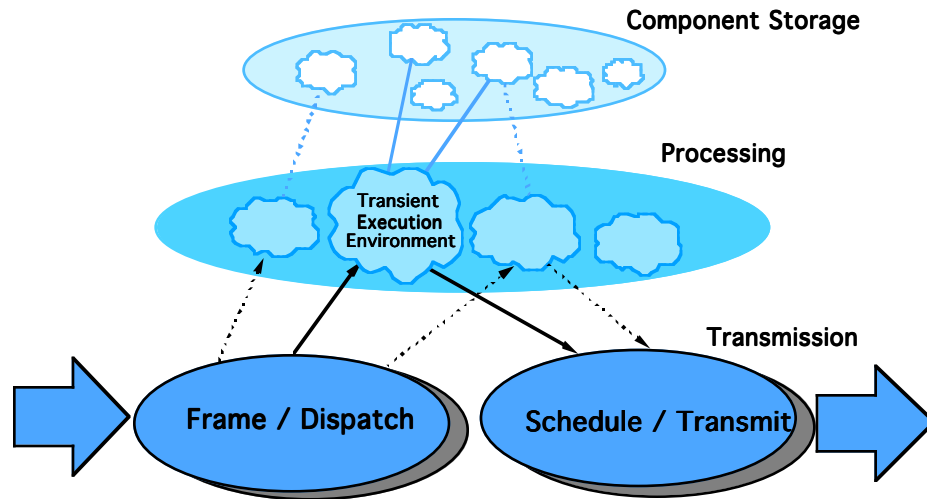 Component Storage
Processing
Transient
Execution
Environment
Transmission
Frame / Dispatch
Schedule / Transmit